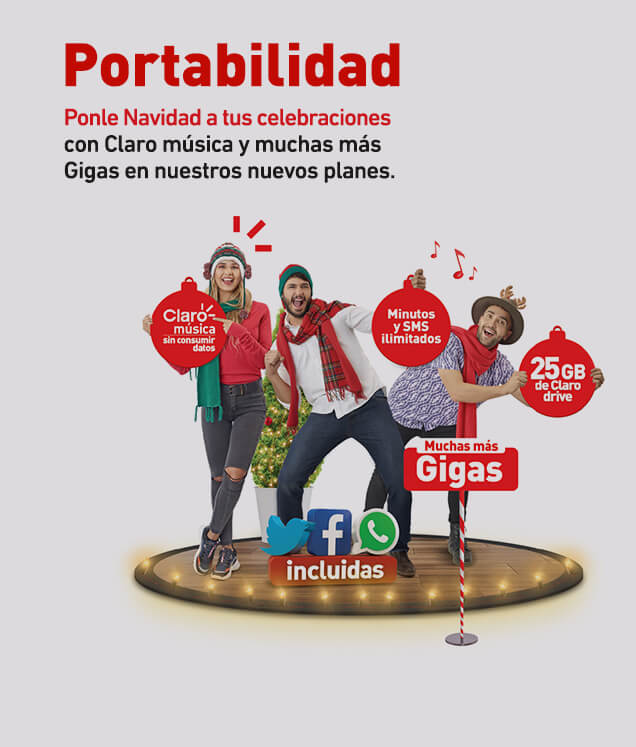 Portabilidad
Ponle Navidad a tus celebraciones
con Claro música y muchas más
Gigas en nuestros nuevos planes.
Claro
música
sin consumir
datos
Minutos
y SMS
ilimitados
25GB
de Claro
drive
Muchas más
Gigas
incluidas